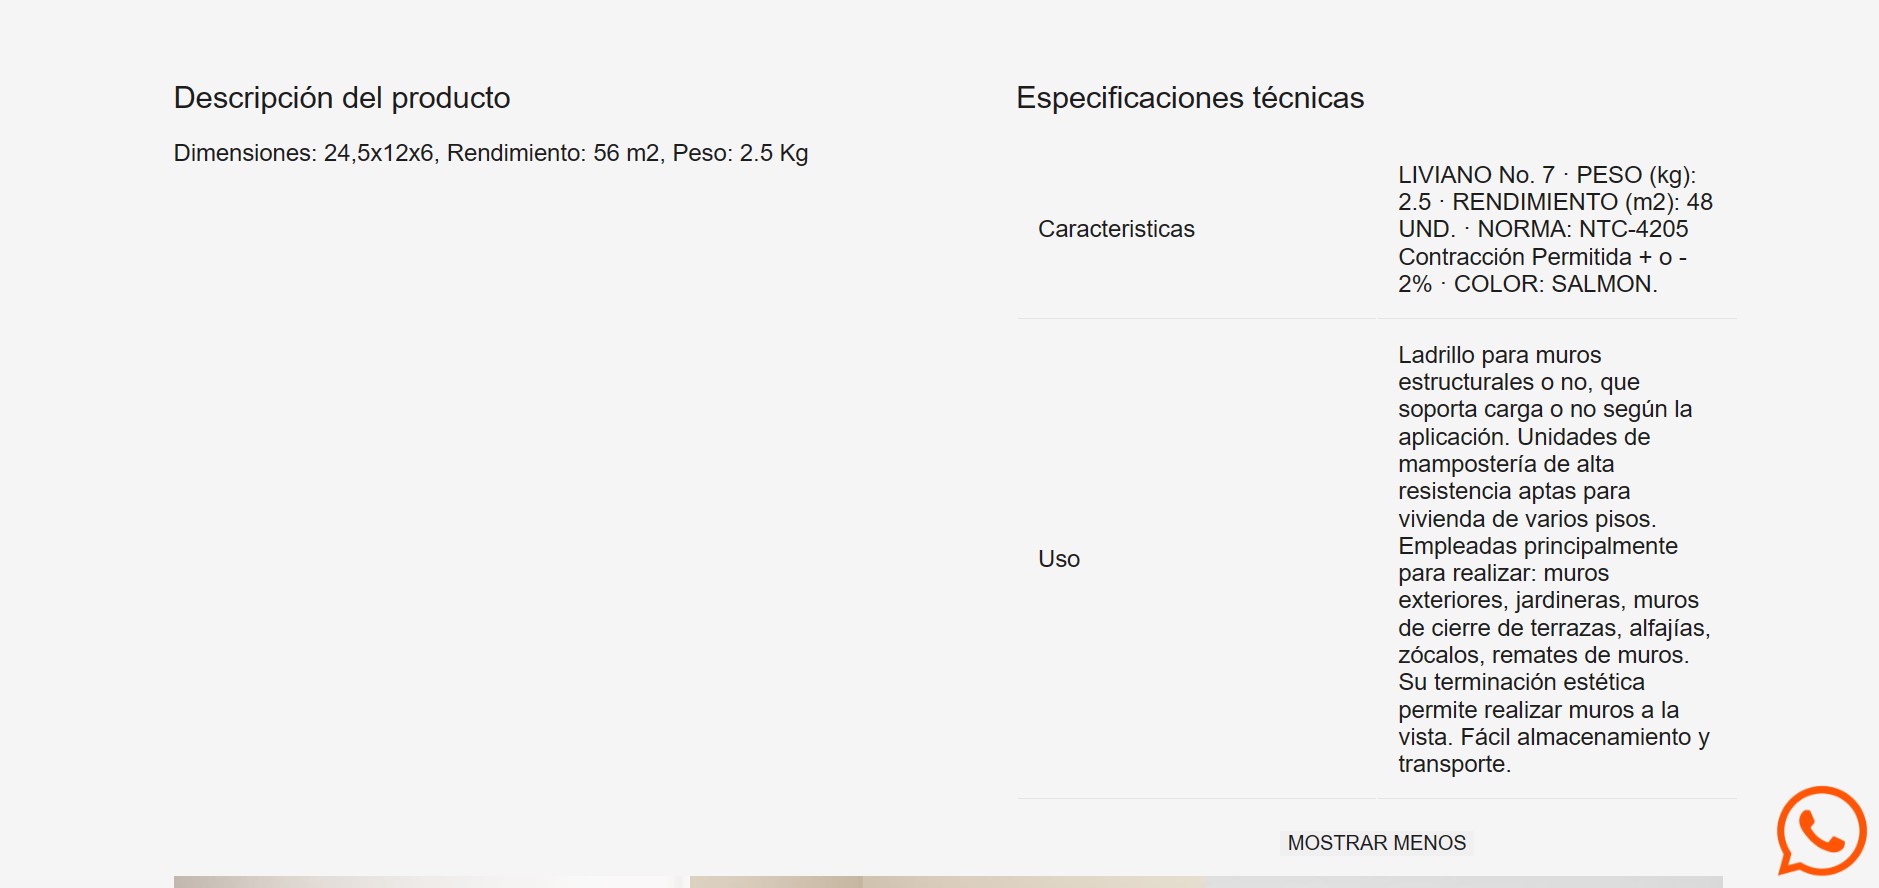 Descripción del producto
Dimensiones: 24,5x12x6, Rendimiento: 56 m2, Peso: 2.5 Kg
Especificaciones técnicas
Caracteristicas
LIVIANO No. 7 · PESO (kg):
2.5 · RENDIMIENTO (m2): 48
UND. · NORMA: NTC-4205
Contracción Permitida + o -
2% · COLOR: SALMON.
Uso
Ladrillo para muros
estructurales o no, que
soporta carga o no según la
aplicación. Unidades de
mampostería de alta
resistencia aptas para
vivienda de varios pisos.
Empleadas principalmente
para realizar: muros
exteriores, jardineras, muros
de cierre de terrazas, alfajías,
zócalos, remates de muros.
Su terminación estética
permite realizar muros a la
vista. Fácil almacenamiento y
transporte.
MOSTRAR MENOS